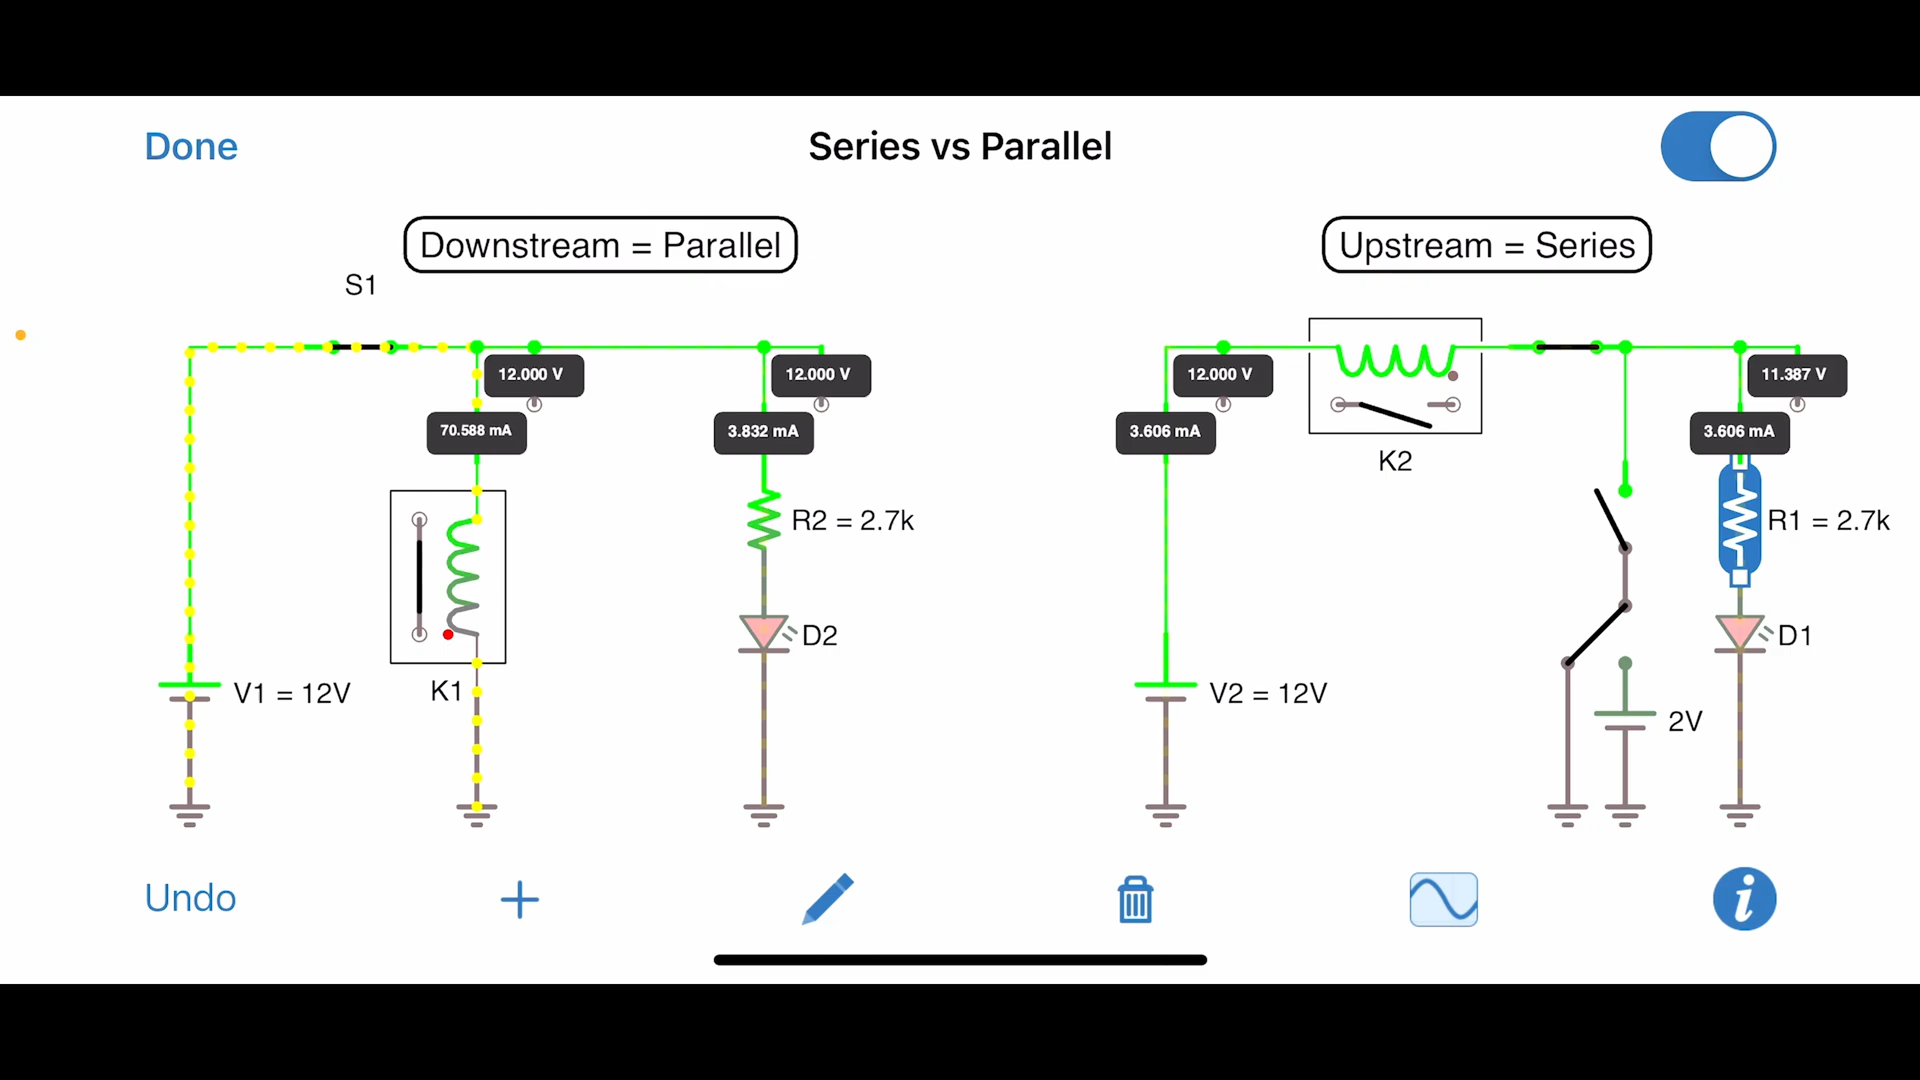 Done
Series vs Parallel
Downstream = Parallel
Upstream = Series
S1
12.000 V
12.000 V
12.000 V
11.387 V
70.588 mA
3.832 mA
3.606 mA
3.606 mA
K2
R2 = 2.7k
R1 = 2.7k
D2
D1
K1
V1 = 12V
V2 = 12V
2V
Undo